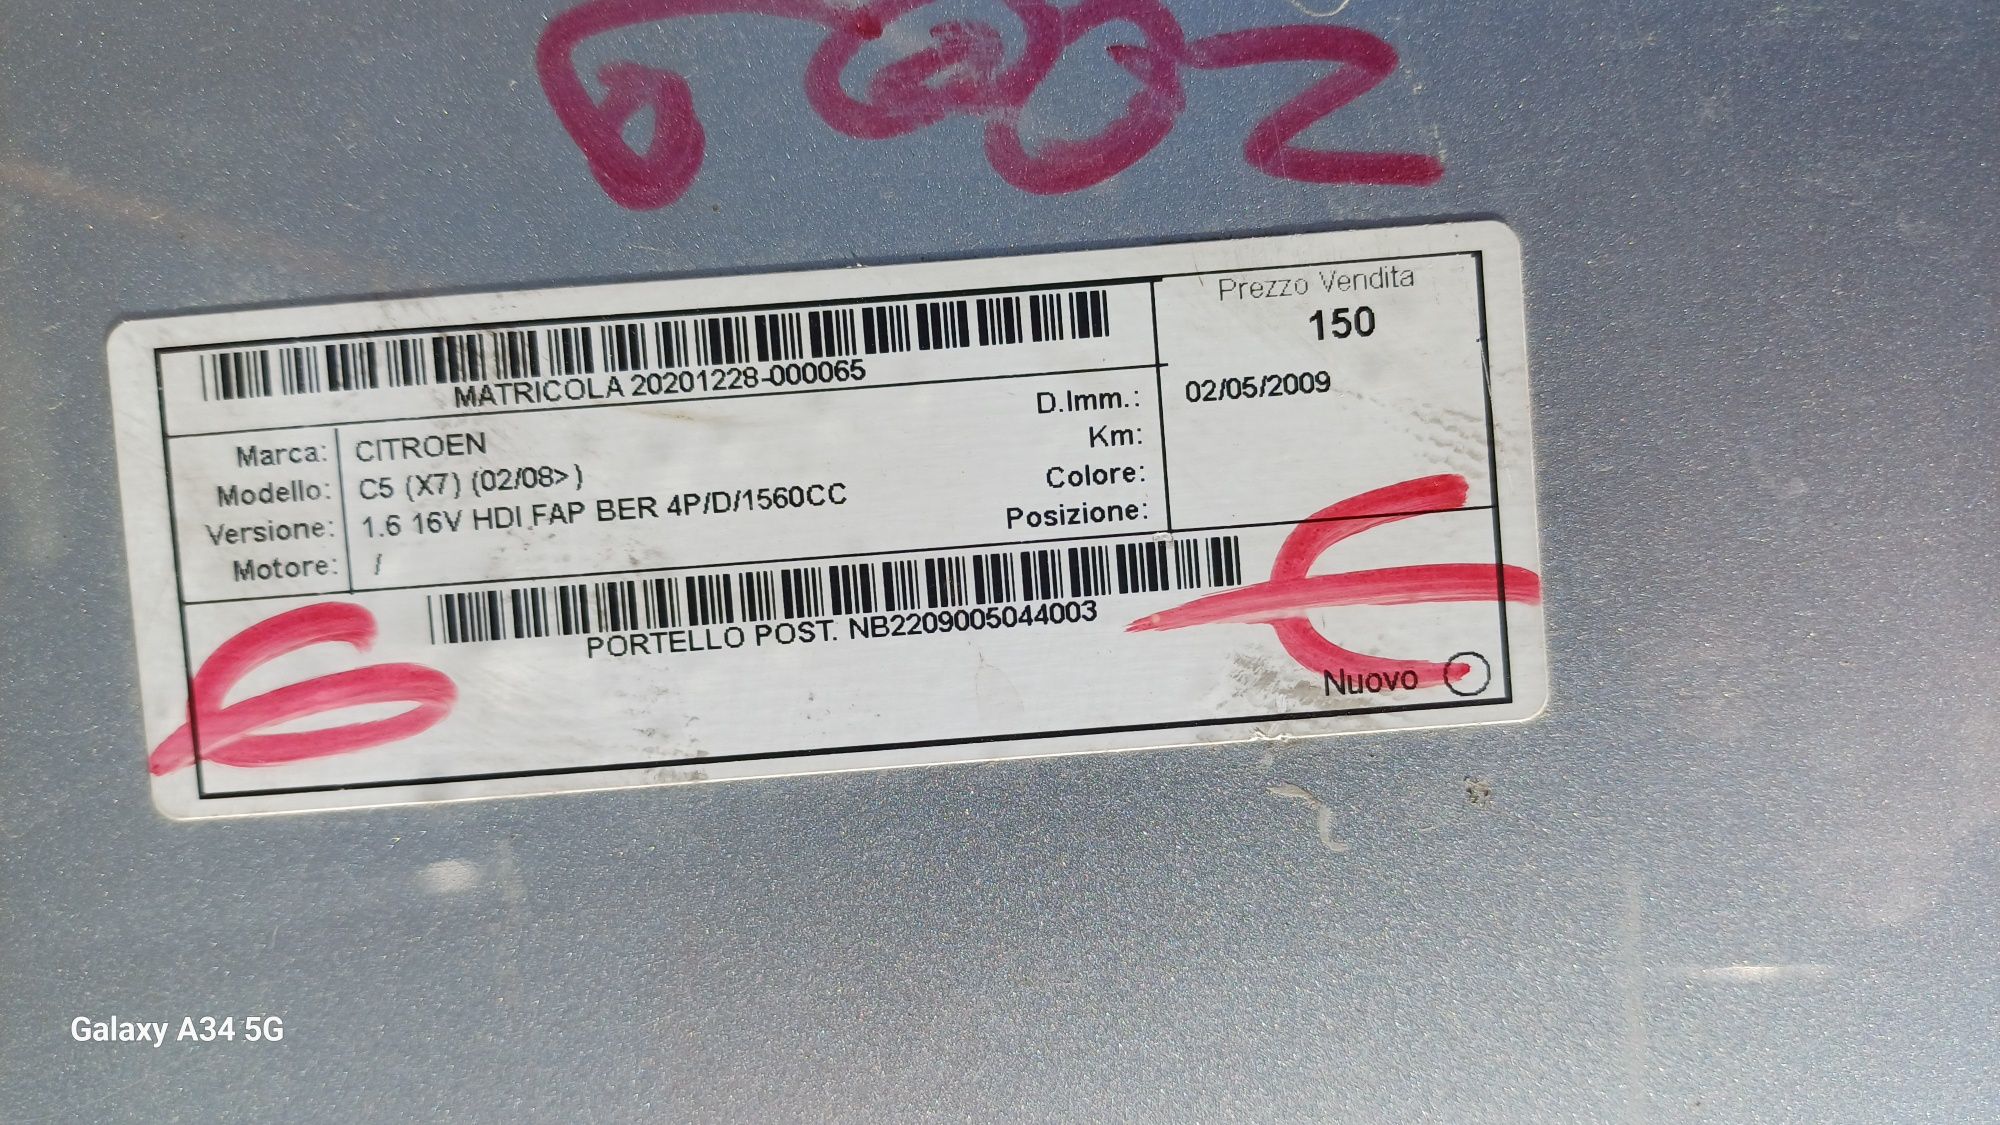 Prezzo Vendita
150
MATRICOLA 20201228-000065
D.Imm.: 02/05/2009
Marca: CITROEN
Km:
Modello: C5 (X7) (02/08>)
Colore:
Versione: 1.6 16V HDI FAP BER 4P/D/1560CC
Posizione:
Motore: /
PORTELLO POST. NB2209005044003
Nuovo
Galaxy A34 5G